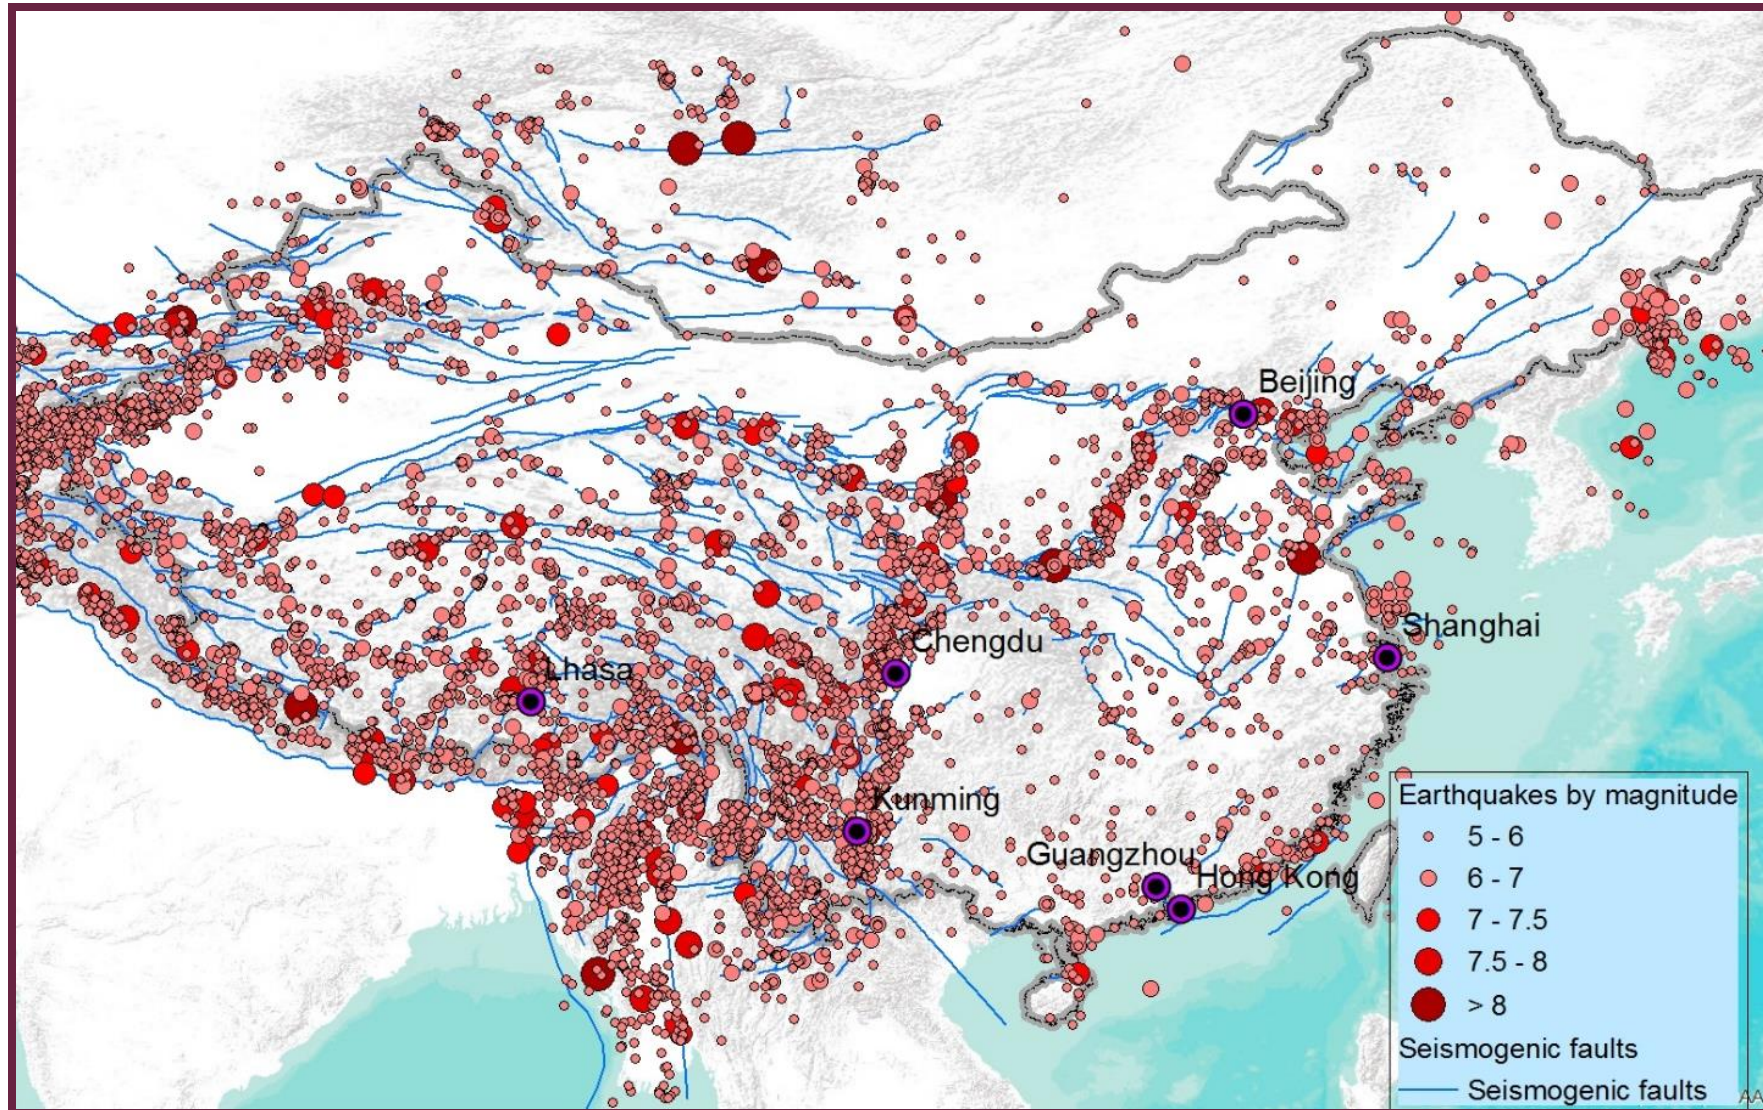 Beijing
Shanghai
Chengdu
Lhasa
Kunming
Guangzhou
Hong Kong
Earthquakes by magnitude
5 - 6
6 - 7
7 - 7.5
7.5 - 8
> 8
Seismogenic faults
Seismogenic faults